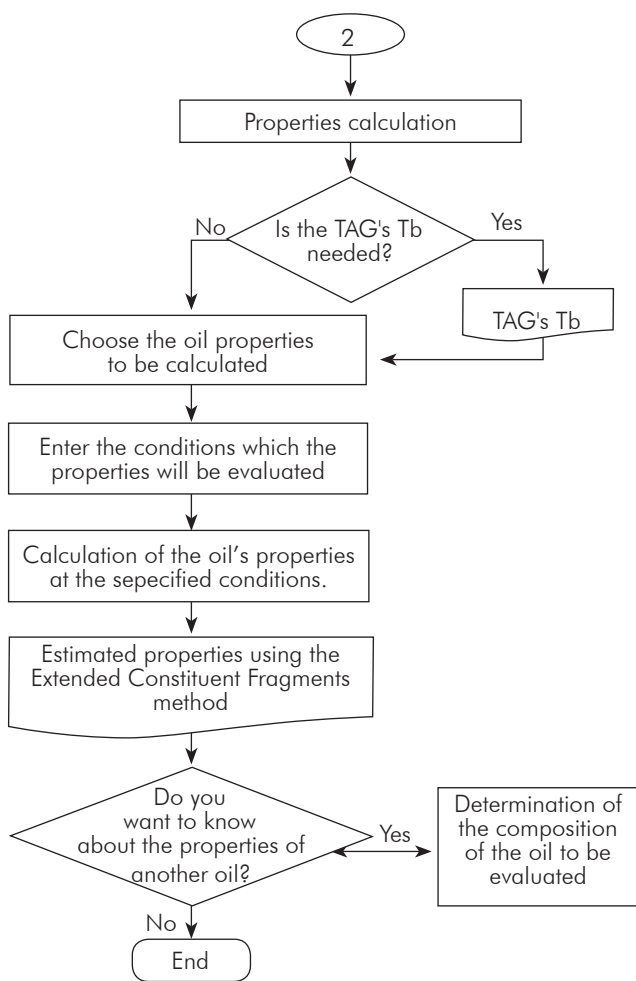 2
Properties calculation
No
Is the TAG's Tb
needed?
Yes
TAG's Tb
Choose the oil properties
to be calculated
Enter the conditions which the
properties will be evaluated
Calculation of the oil's properties
at the sepecified conditions.
Estimated properties using the
Extended Constituent Fragments
method
Do you
want to know
about the properties of
another oil?
Yes
Determination of
the composition
of the oil to be
evaluated
No
End